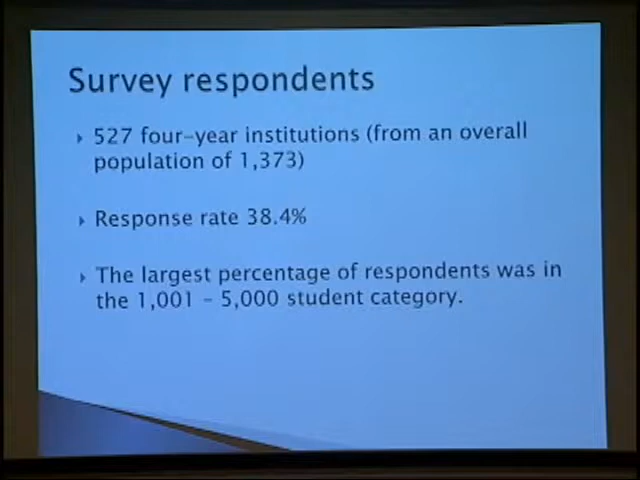 Survey respondents
527 four-year institutions (from an overall
population of 1,373)
Response rate 38.4%
The largest percentage of respondents was in
the 1,001 – 5,000 student category.